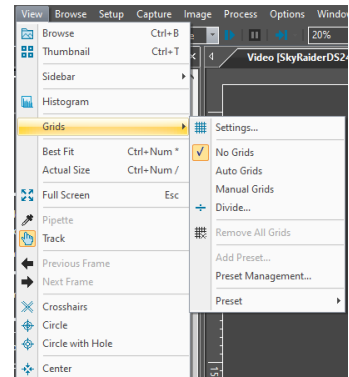 View Browse Setup Capture Image Process Options Window
Browse Ctrl+B
Thumbnail Ctrl+T
Sidebar
Histogram
Grids
Best Fit Ctrl+Num *
Actual Size Ctrl+Num /
Full Screen Esc
Pipette
Track
Previous Frame
Next Frame
Crosshairs
Circle
Circle with Hole
Center
20%
Video [SkyRaiderDS24
Settings...
No Grids
Auto Grids
Manual Grids
Divide...
Remove All Grids
Add Preset...
Preset Management...
Preset